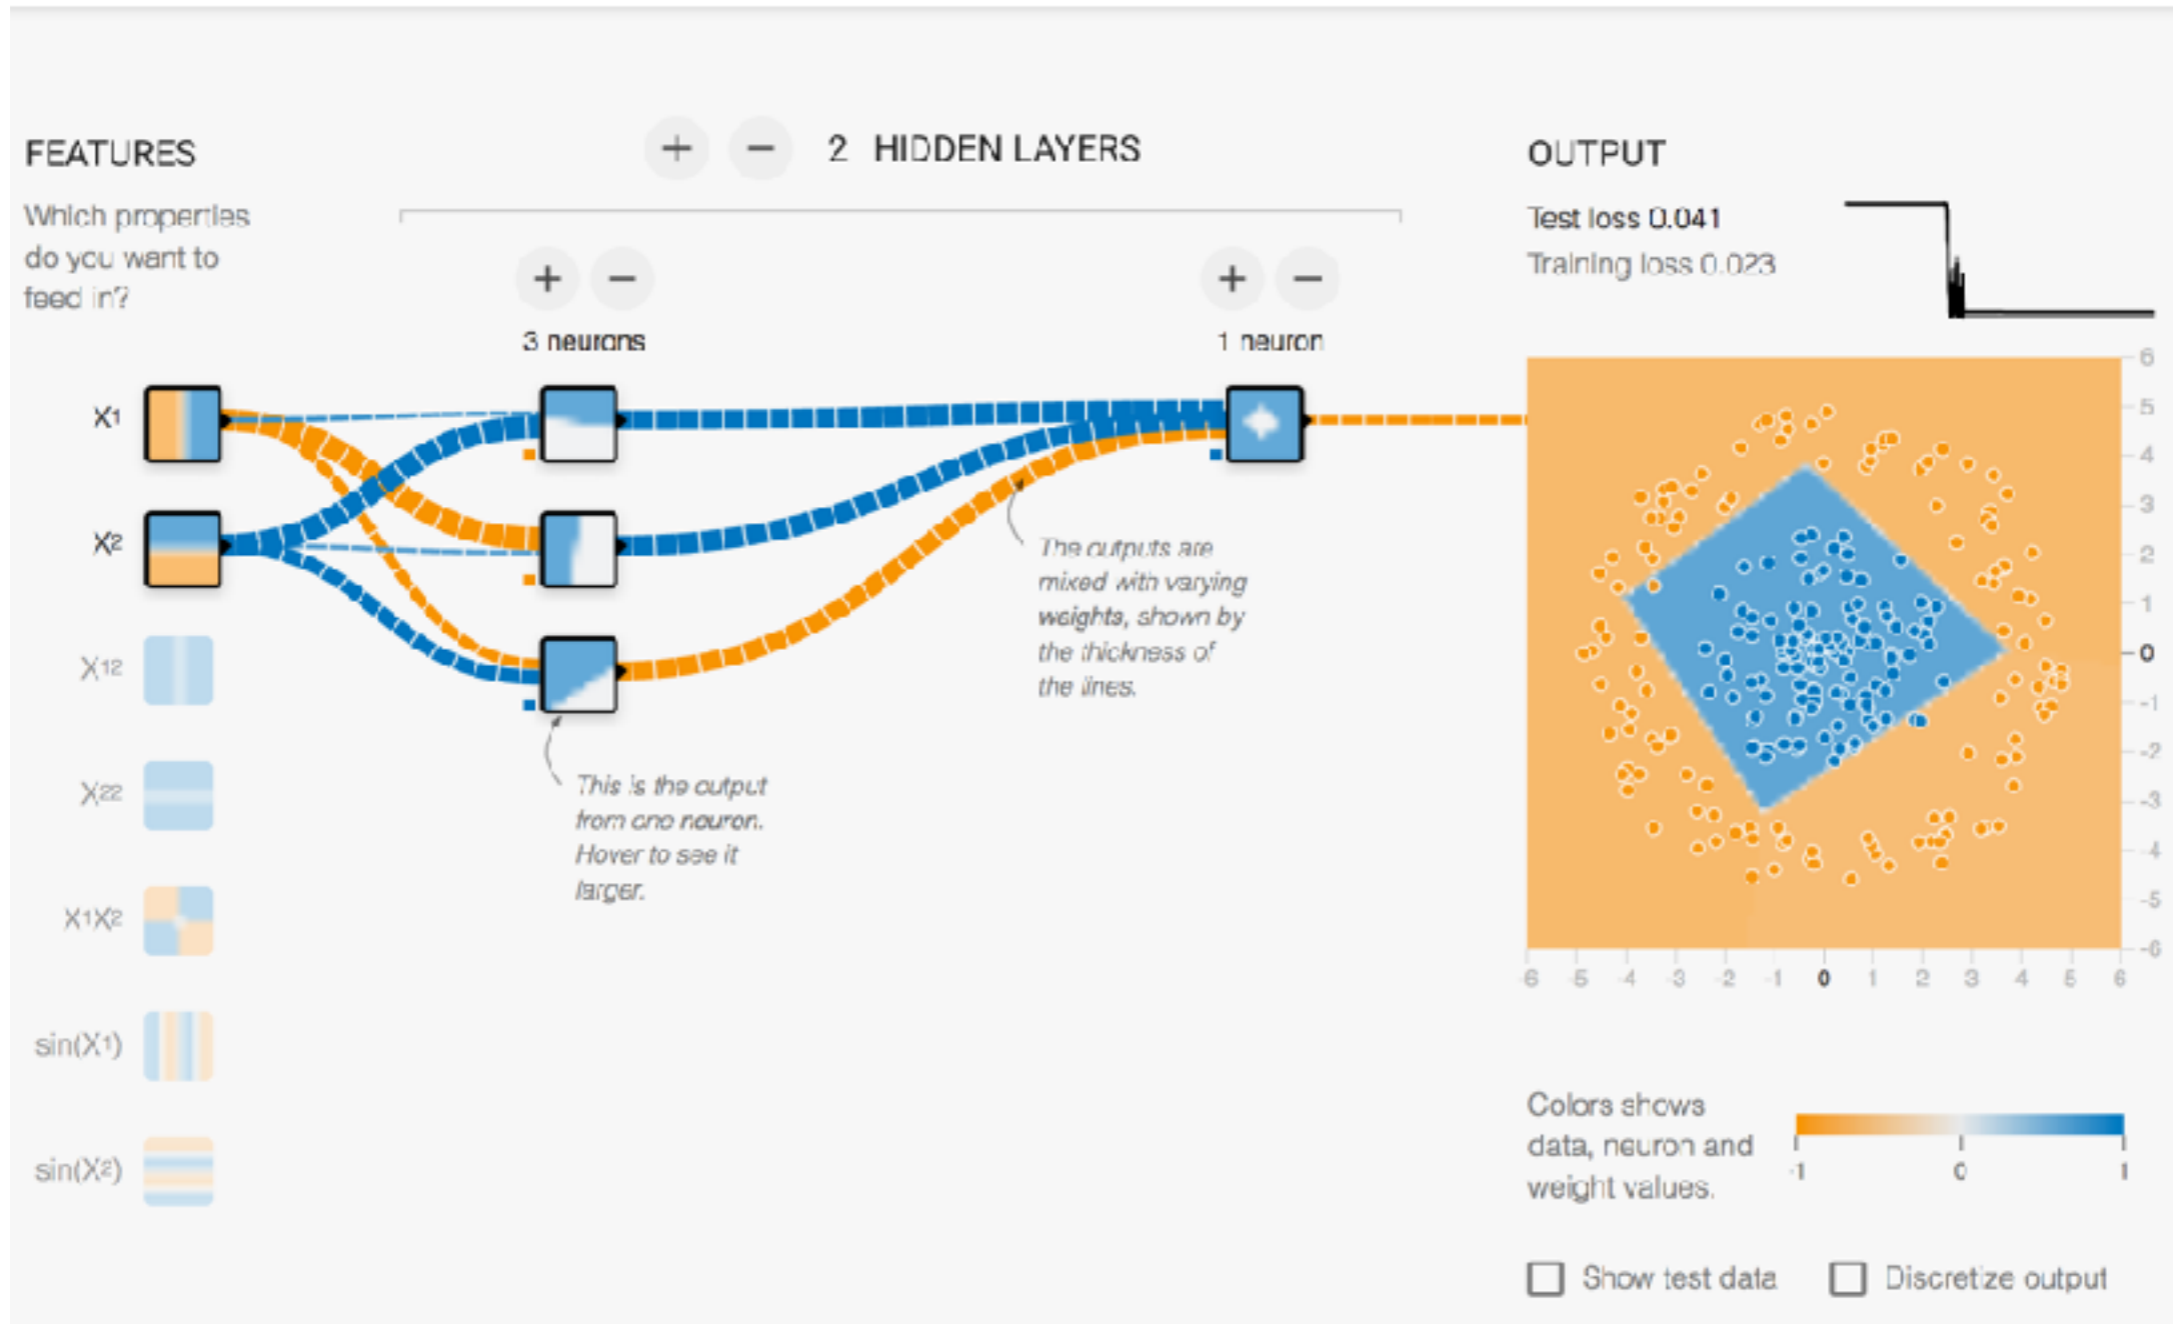 FEATURES
Which properties
do you want to
feed in?
X1
X2
X12
X22
X1X2
sin(X1)
sin(X2)
+ − 2 HIDDEN LAYERS
+ −
3 neurons
+ −
1 neuron
This is the output
from one neuron.
Hover to see it
larger.
The outputs are
mixed with varying
weights, shown by
the thickness of
the lines.
OUTPUT
Test loss 0.041
Training loss 0.023
6
5
4
3
2
1
0
-1
-2
-3
-4
-5
-6
-6 -5 -4 -3 -2 -1 0 1 2 3 4 5 6
Colors shows
data, neuron and
weight values.
-1 0 1
Show test data
Discretize output